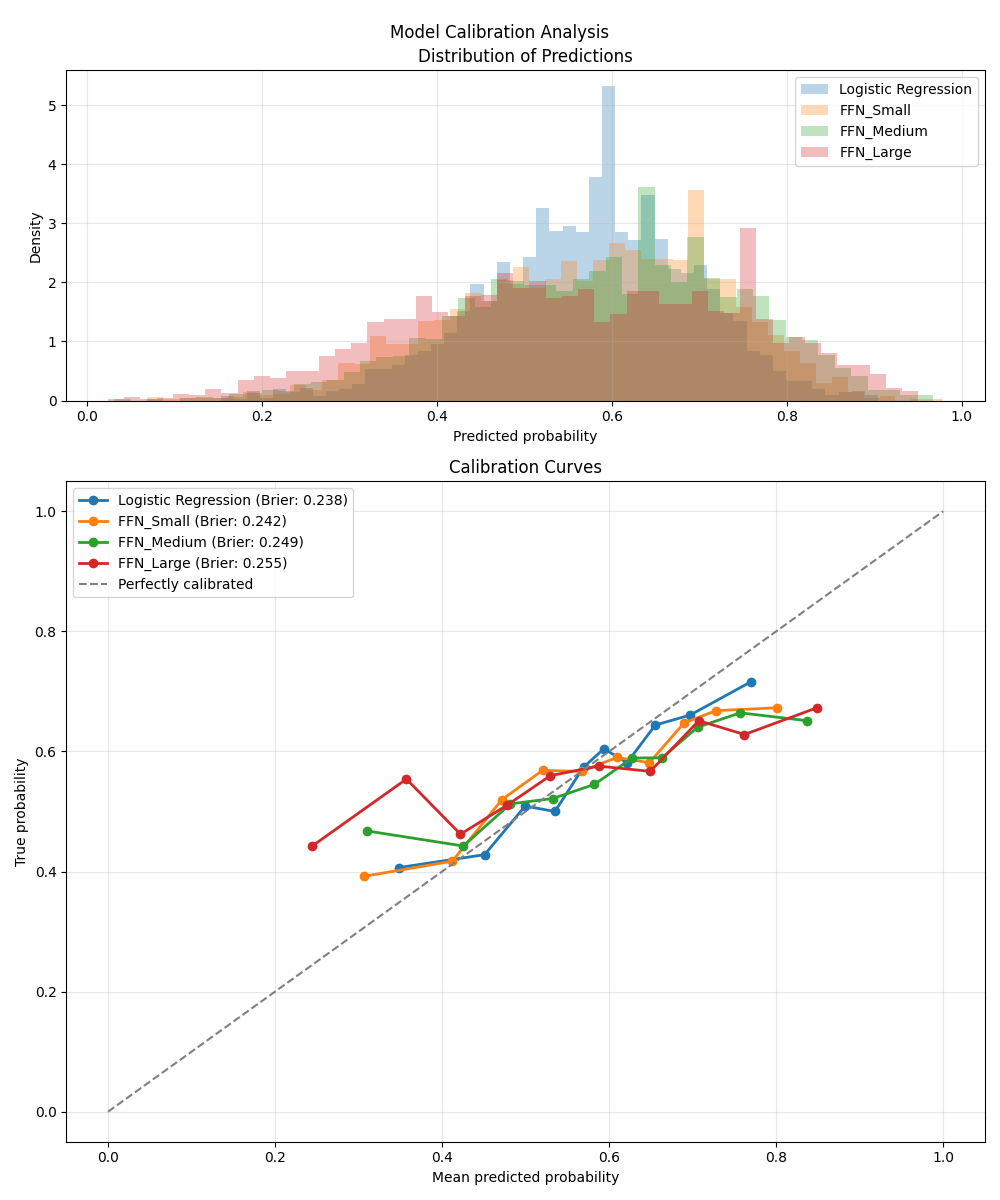 Model Calibration Analysis
Distribution of Predictions
Density
5
4
3
2
1
0
0.0 0.2 0.4 0.6 0.8 1.0
Predicted probability
Logistic Regression
FFN_Small
FFN_Medium
FFN_Large
Calibration Curves
True probability
1.0
0.8
0.6
0.4
0.2
0.0
0.0 0.2 0.4 0.6 0.8 1.0
Mean predicted probability
Logistic Regression (Brier: 0.238)
FFN_Small (Brier: 0.242)
FFN_Medium (Brier: 0.249)
FFN_Large (Brier: 0.255)
Perfectly calibrated